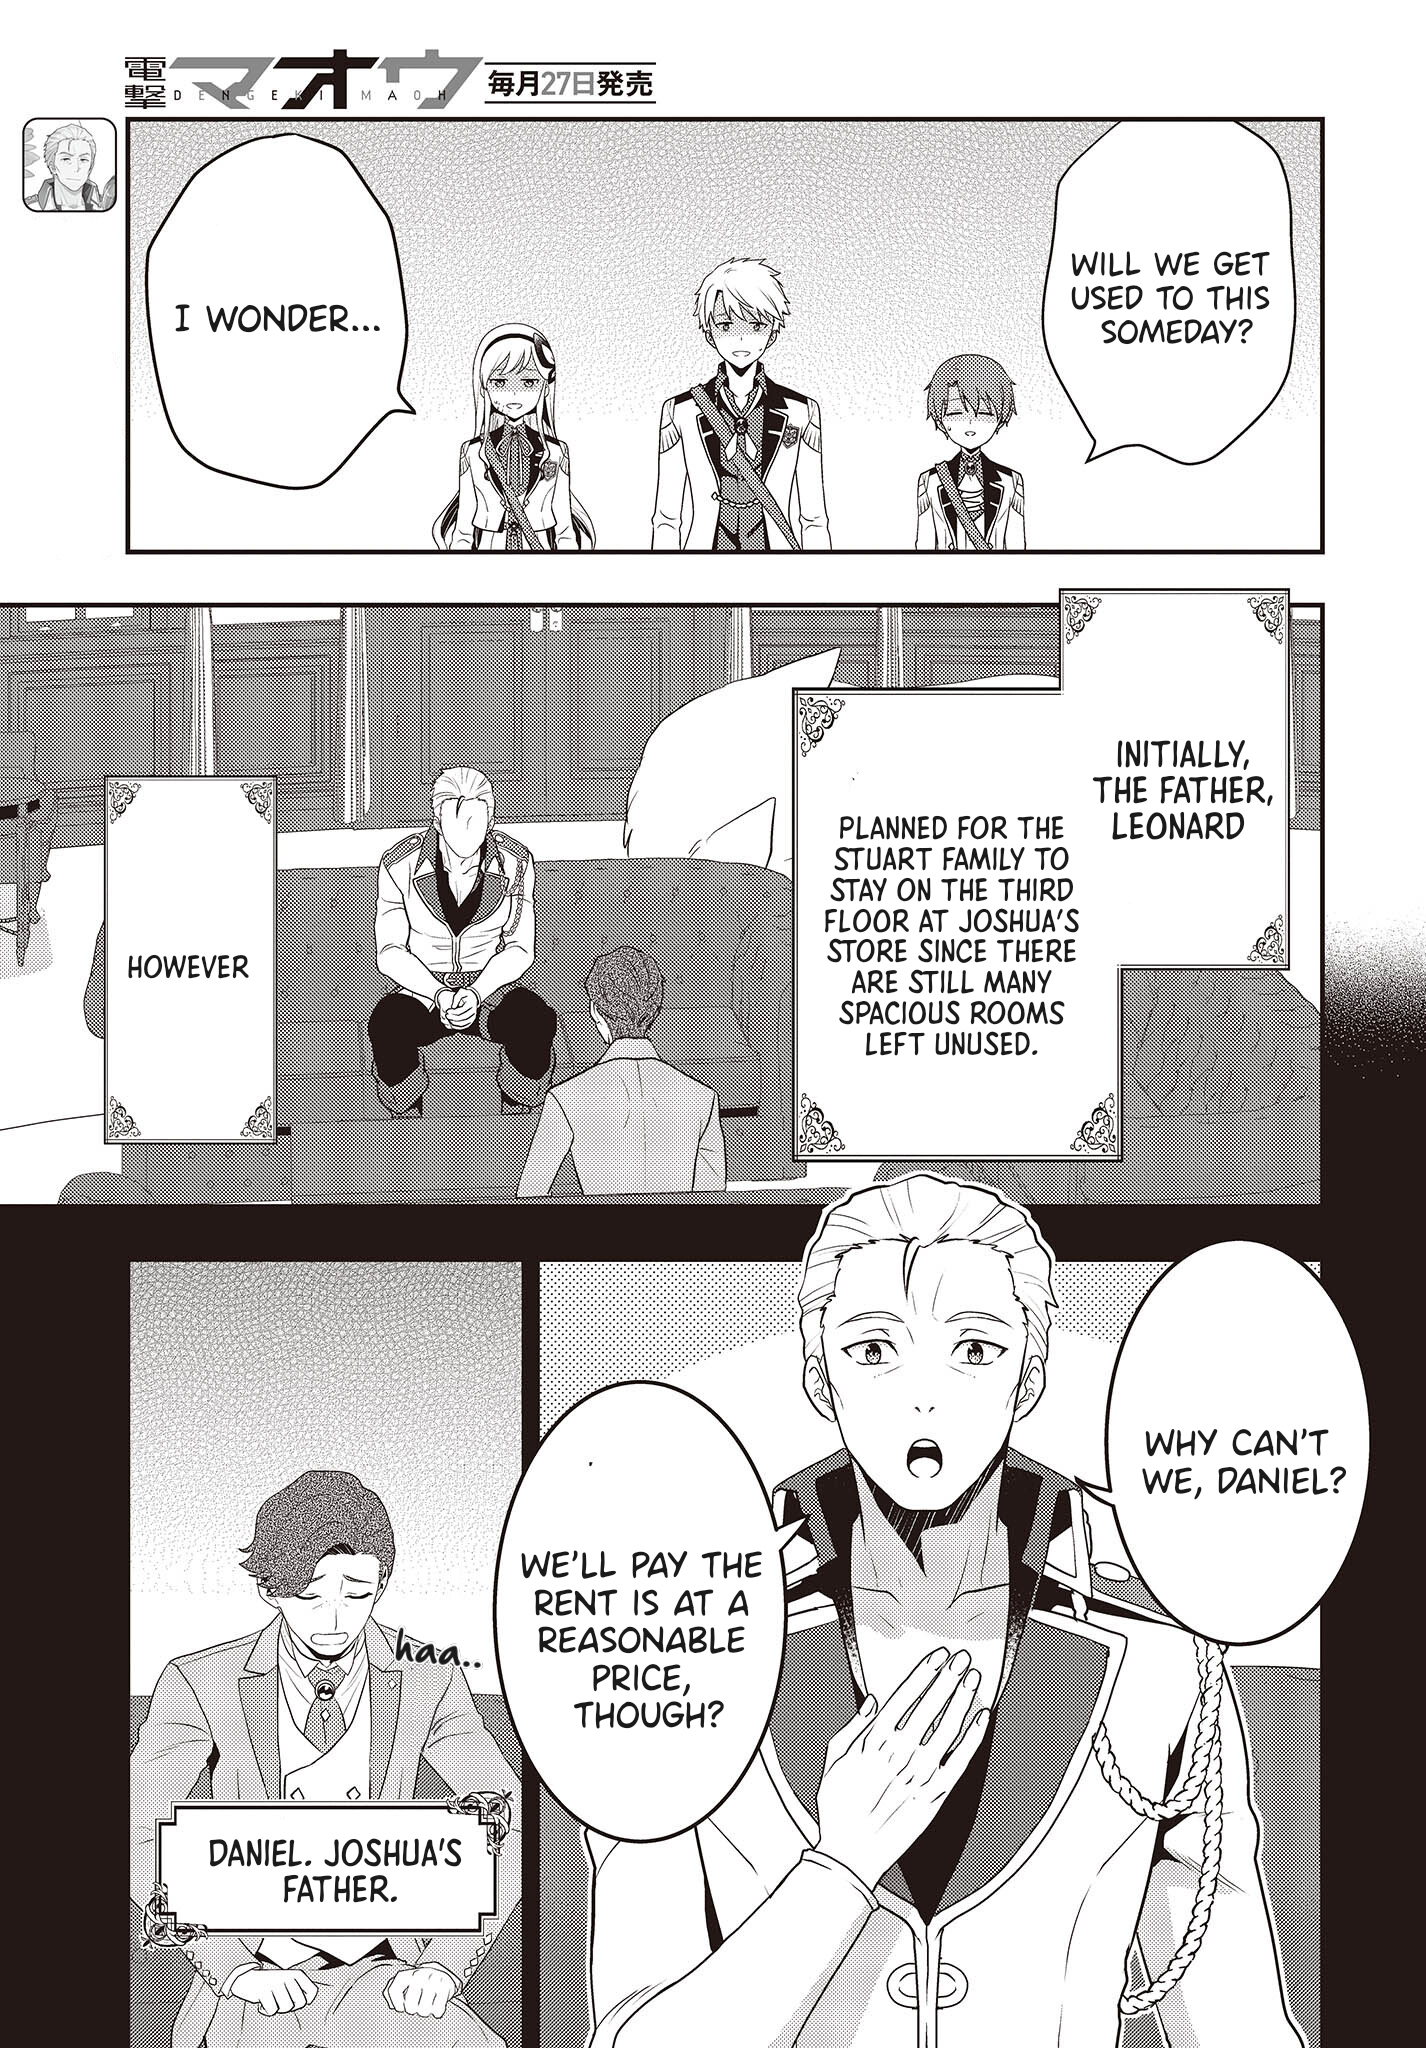 電撃マオウ
DENGEKI MAOH
毎月27日発売
WILL WE GET
USED TO THIS
SOMEDAY?
I WONDER...
INITIALLY,
THE FATHER,
LEONARD
PLANNED FOR THE
STUART FAMILY TO
STAY ON THE THIRD
FLOOR AT JOSHUA'S
STORE SINCE THERE
ARE STILL MANY
SPACIOUS ROOMS
LEFT UNUSED.
HOWEVER
WHY CAN'T
WE, DANIEL?
WE'LL PAY THE
RENT IS AT A
REASONABLE
PRICE,
THOUGH?
haa..
DANIEL. JOSHUA'S
FATHER.